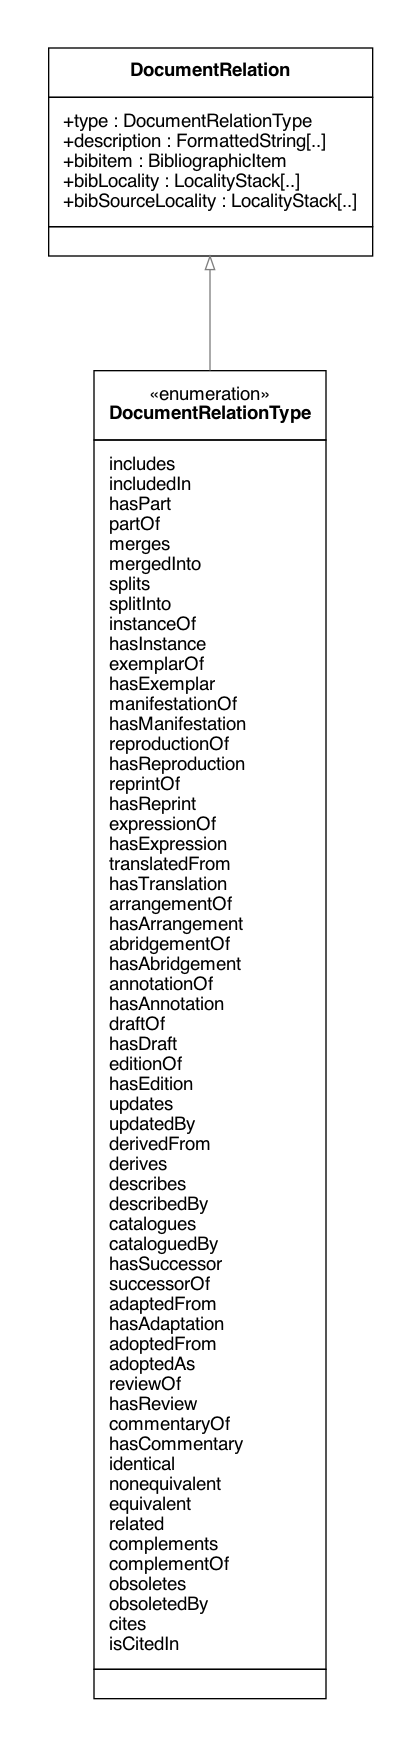 DocumentRelation
+type : DocumentRelationType
+description : FormattedString[..]
+bibitem : BibliographicItem
+bibLocality : LocalityStack[..]
+bibSourceLocality : LocalityStack[..]
«enumeration»
DocumentRelationType
includes
includedIn
hasPart
partOf
merges
mergedInto
splits
splitInto
instanceOf
hasInstance
exemplarOf
hasExemplar
manifestationOf
hasManifestation
reproductionOf
hasReproduction
reprintOf
hasReprint
expressionOf
hasExpression
translatedFrom
hasTranslation
arrangementOf
hasArrangement
abridgementOf
hasAbridgement
annotationOf
hasAnnotation
draftOf
hasDraft
editionOf
hasEdition
updates
updatedBy
derivedFrom
derives
describes
describedBy
catalogues
cataloguedBy
hasSuccessor
successorOf
adaptedFrom
hasAdaptation
adoptedFrom
adoptedAs
reviewOf
hasReview
commentaryOf
hasCommentary
identical
nonequivalent
equivalent
related
complements
complementOf
obsoletes
obsoletedBy
cites
isCitedIn